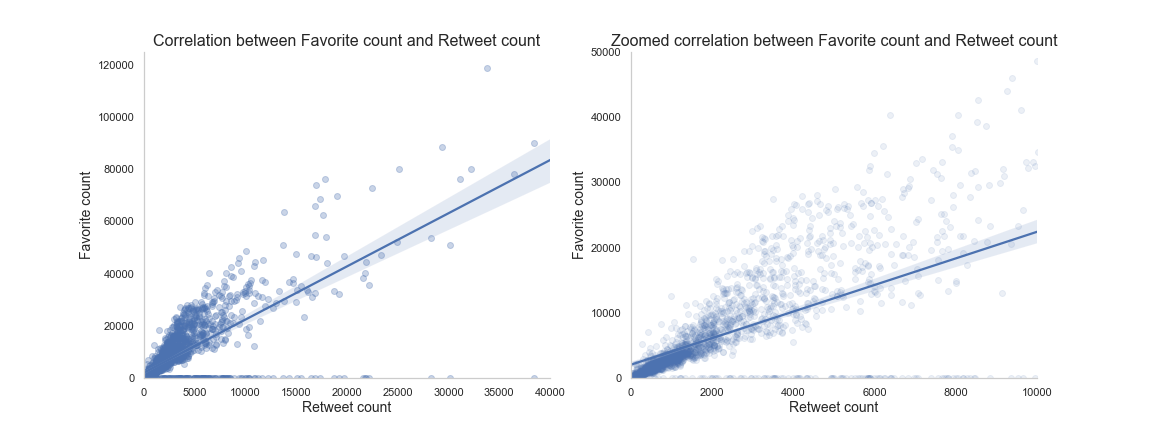 Correlation between Favorite count and Retweet count
120000
100000
80000
60000
40000
20000
0
Favorite count
0 5000 10000 15000 20000 25000 30000 35000 40000
Retweet count
Zoomed correlation between Favorite count and Retweet count
50000
40000
30000
20000
10000
0
Favorite count
0 2000 4000 6000 8000 10000
Retweet count